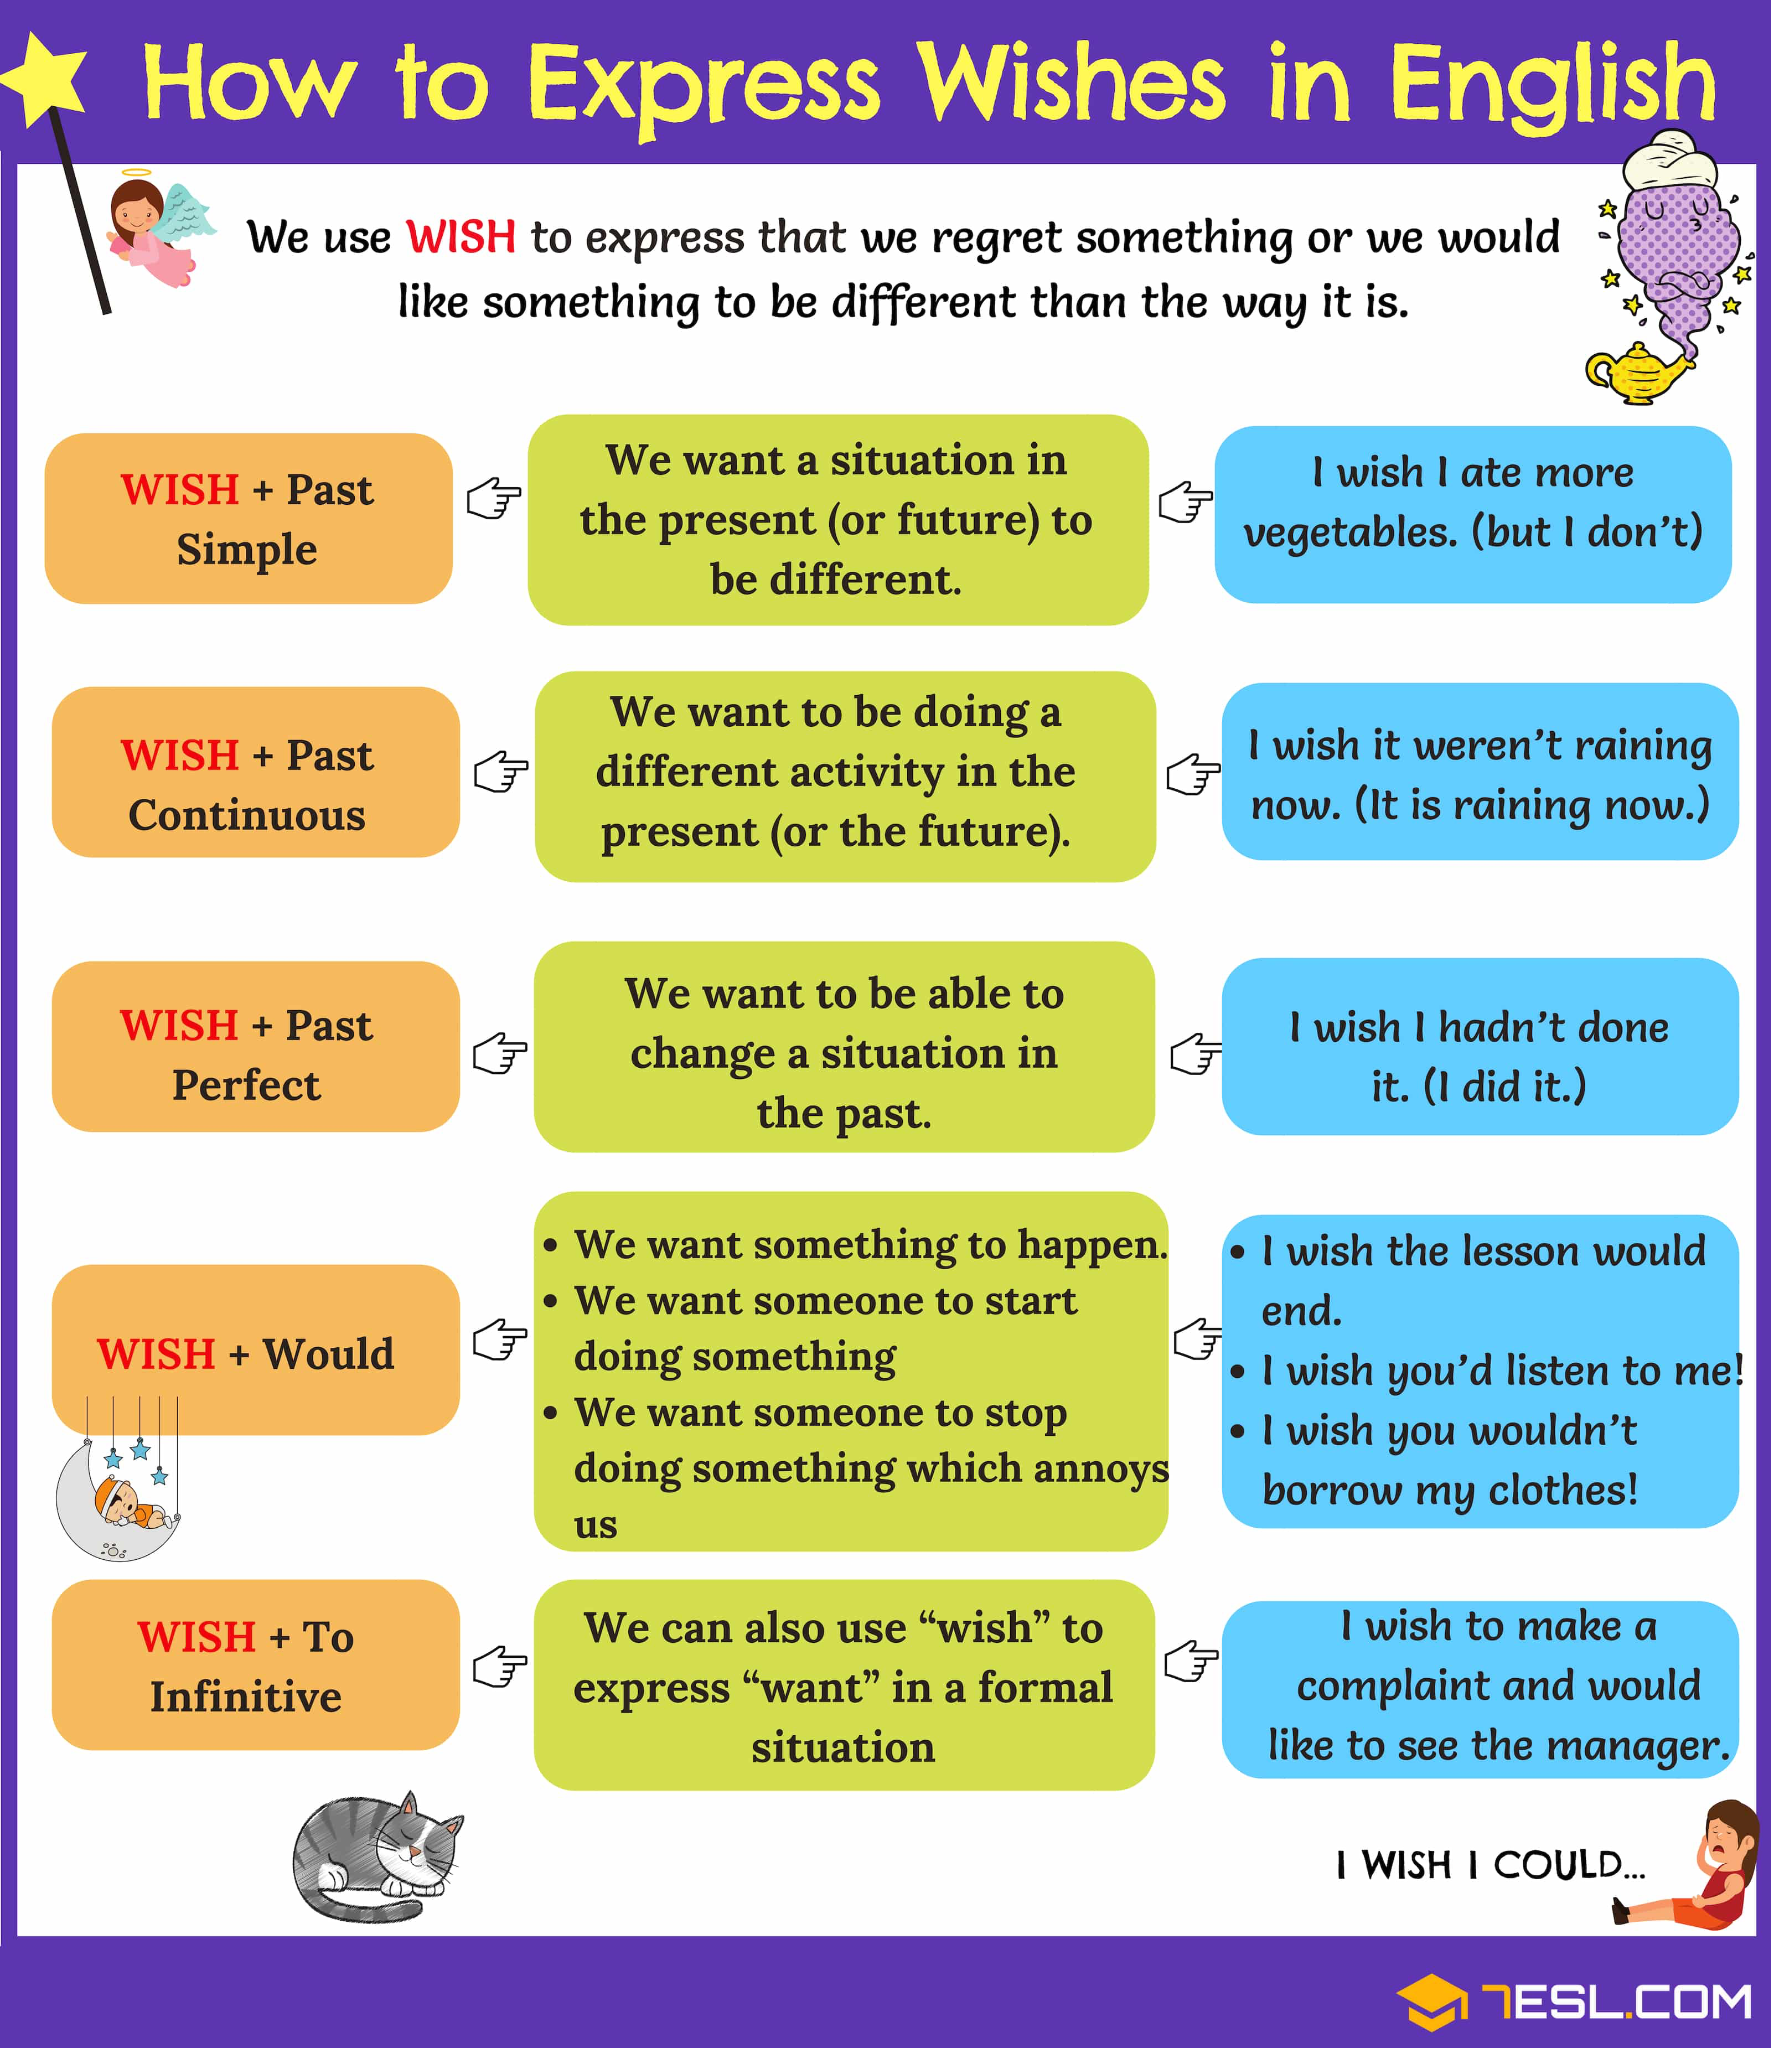 How to Express Wishes in English
We use WISH to express that we regret something or we would
like something to be different than the way it is.
WISH + Past
Simple
We want a situation in
the present (or future) to
be different.
I wish I ate more
vegetables. (but I don't)
WISH + Past
Continuous
We want to be doing a
different activity in the
present (or the future).
I wish it weren't raining
now. (It is raining now.)
WISH + Past
Perfect
We want to be able to
change a situation in
the past.
I wish I hadn't done
it. (I did it.)
WISH + Would
• We want something to happen.
• We want someone to start
doing something
• We want someone to stop
doing something which annoys
us
• I wish the lesson would
end.
• I wish you'd listen to me!
• I wish you wouldn't
borrow my clothes!
WISH + To
Infinitive
We can also use “wish” to
express “want” in a formal
situation
I wish to make a
complaint and would
like to see the manager.
I WISH I COULD...
7ESL.COM